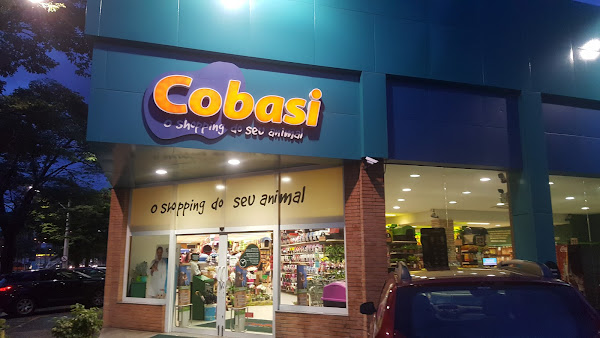 Cobasi
o shopping do seu animal
o shopping do seu animal